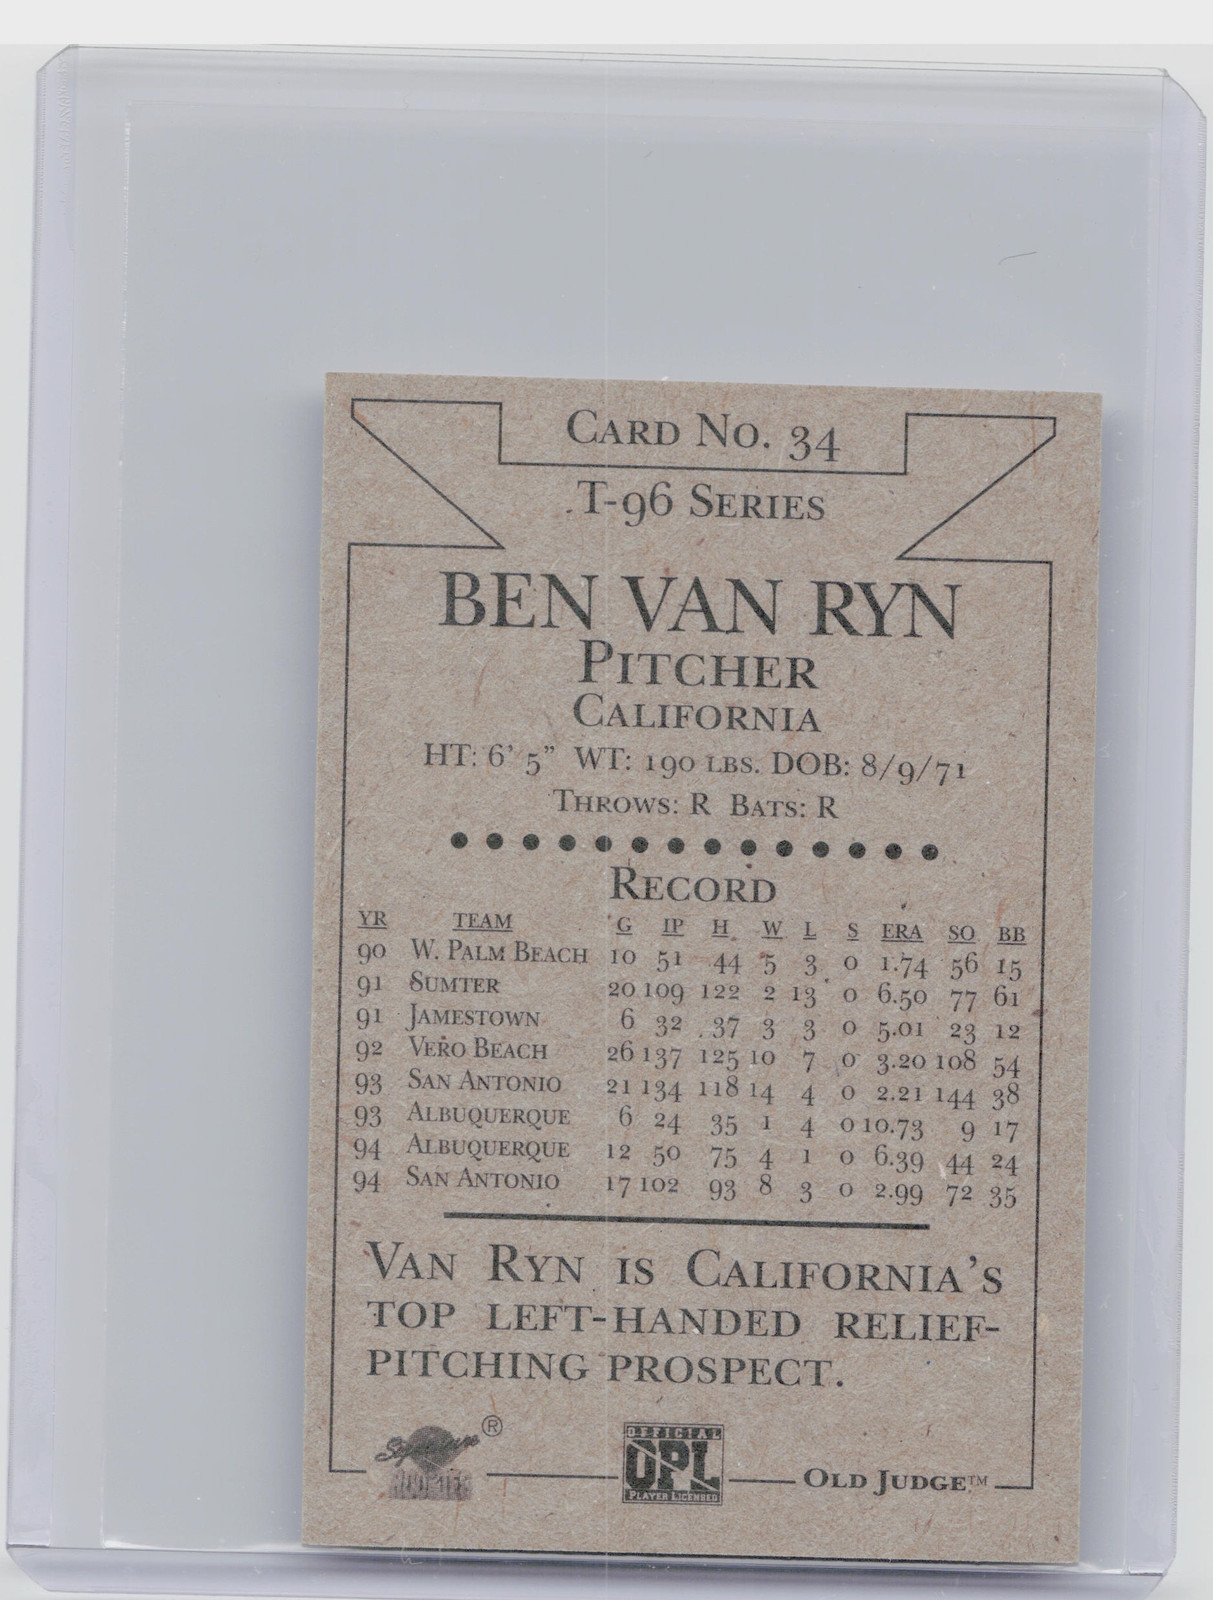 Card No. 34
T-96 Series
BEN VAN RYN
Pitcher
California
HT: 6' 5" WT: 190 lbs. DOB: 8/9/71
Throws: R Bats: R
Record
YR TEAM G IP H W L S ERA SO BB
90 W. Palm Beach 10 51 44 5 3 0 1.74 56 15
91 Sumter 20 109 122 2 13 0 6.50 77 61
91 Jamestown 6 32 37 3 3 0 5.01 23 12
92 Vero Beach 26 137 125 10 7 0 3.20 108 54
93 San Antonio 21 134 118 14 4 0 2.21 144 38
93 Albuquerque 6 24 35 1 4 0 10.73 9 17
94 Albuquerque 12 50 75 4 1 0 6.39 44 24
94 San Antonio 17 102 93 8 3 0 2.99 72 35
Van Ryn is California's
top left-handed relief-
pitching prospect.
Signature ®
Rookies
OFFICIAL
OPL
Player Licensed
Old Judge™